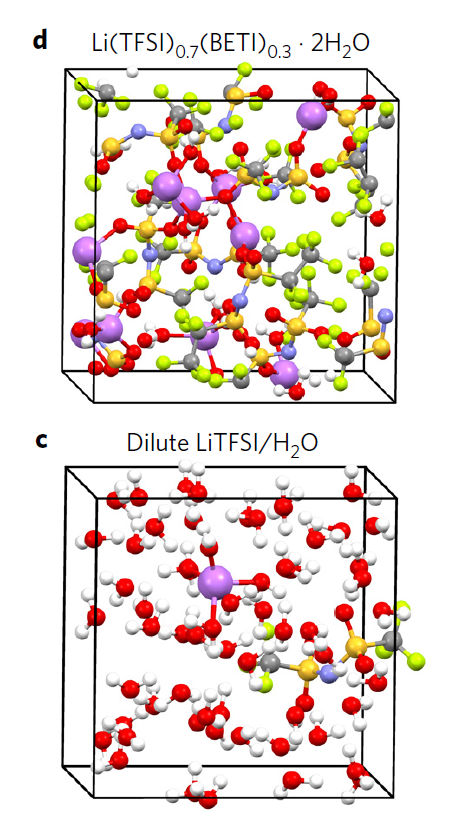 d Li(TFSI)₀.₇(BETI)₀.₃ · 2H₂O
c Dilute LiTFSI/H₂O